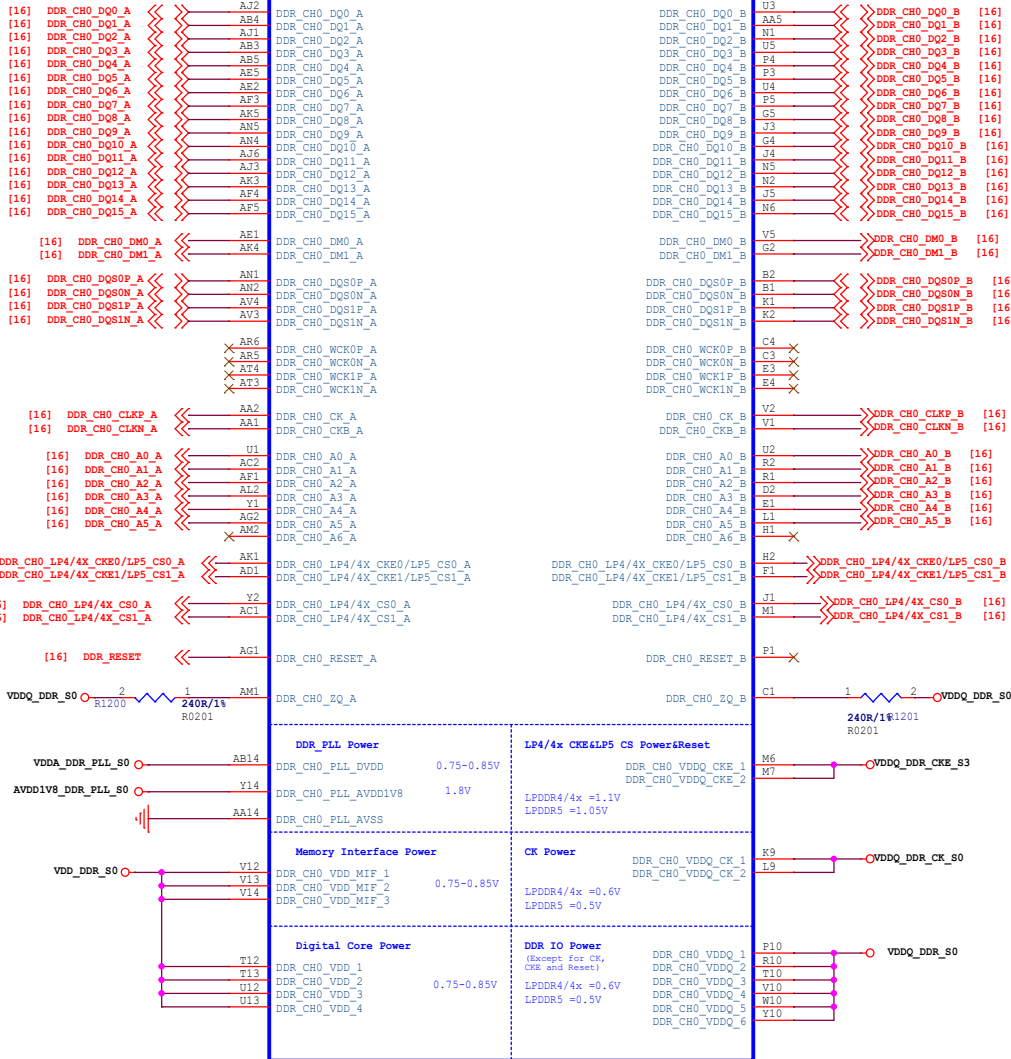 [16] DDR_CH0_DQ0_A AJ2 DDR_CH0_DQ0_A DDR_CH0_DQ0_B U3 DDR_CH0_DQ0_B [16]
[16] DDR_CH0_DQ1_A AB4 DDR_CH0_DQ1_A DDR_CH0_DQ1_B AA5 DDR_CH0_DQ1_B [16]
[16] DDR_CH0_DQ2_A AJ1 DDR_CH0_DQ2_A DDR_CH0_DQ2_B N1 DDR_CH0_DQ2_B [16]
[16] DDR_CH0_DQ3_A AB3 DDR_CH0_DQ3_A DDR_CH0_DQ3_B U5 DDR_CH0_DQ3_B [16]
[16] DDR_CH0_DQ4_A AB5 DDR_CH0_DQ4_A DDR_CH0_DQ4_B P4 DDR_CH0_DQ4_B [16]
[16] DDR_CH0_DQ5_A AE5 DDR_CH0_DQ5_A DDR_CH0_DQ5_B P3 DDR_CH0_DQ5_B [16]
[16] DDR_CH0_DQ6_A AE2 DDR_CH0_DQ6_A DDR_CH0_DQ6_B U4 DDR_CH0_DQ6_B [16]
[16] DDR_CH0_DQ7_A AF3 DDR_CH0_DQ7_A DDR_CH0_DQ7_B P5 DDR_CH0_DQ7_B [16]
[16] DDR_CH0_DQ8_A AK5 DDR_CH0_DQ8_A DDR_CH0_DQ8_B G5 DDR_CH0_DQ8_B [16]
[16] DDR_CH0_DQ9_A AN5 DDR_CH0_DQ9_A DDR_CH0_DQ9_B J3 DDR_CH0_DQ9_B [16]
[16] DDR_CH0_DQ10_A AN4 DDR_CH0_DQ10_A DDR_CH0_DQ10_B G4 DDR_CH0_DQ10_B [16]
[16] DDR_CH0_DQ11_A AJ6 DDR_CH0_DQ11_A DDR_CH0_DQ11_B J4 DDR_CH0_DQ11_B [16]
[16] DDR_CH0_DQ12_A AJ3 DDR_CH0_DQ12_A DDR_CH0_DQ12_B N5 DDR_CH0_DQ12_B [16]
[16] DDR_CH0_DQ13_A AK3 DDR_CH0_DQ13_A DDR_CH0_DQ13_B N2 DDR_CH0_DQ13_B [16]
[16] DDR_CH0_DQ14_A AF4 DDR_CH0_DQ14_A DDR_CH0_DQ14_B J5 DDR_CH0_DQ14_B [16]
[16] DDR_CH0_DQ15_A AF5 DDR_CH0_DQ15_A DDR_CH0_DQ15_B N6 DDR_CH0_DQ15_B [16]
[16] DDR_CH0_DM0_A AE1 DDR_CH0_DM0_A DDR_CH0_DM0_B V5 DDR_CH0_DM0_B [16]
[16] DDR_CH0_DM1_A AK4 DDR_CH0_DM1_A DDR_CH0_DM1_B G2 DDR_CH0_DM1_B [16]
[16] DDR_CH0_DQS0P_A AN1 DDR_CH0_DQS0P_A DDR_CH0_DQS0P_B B2 DDR_CH0_DQS0P_B [16
[16] DDR_CH0_DQS0N_A AN2 DDR_CH0_DQS0N_A DDR_CH0_DQS0N_B B1 DDR_CH0_DQS0N_B [16
[16] DDR_CH0_DQS1P_A AV4 DDR_CH0_DQS1P_A DDR_CH0_DQS1P_B K1 DDR_CH0_DQS1P_B [16
[16] DDR_CH0_DQS1N_A AV3 DDR_CH0_DQS1N_A DDR_CH0_DQS1N_B K2 DDR_CH0_DQS1N_B [16
AR6 DDR_CH0_WCK0P_A DDR_CH0_WCK0P_B C4
AR5 DDR_CH0_WCK0N_A DDR_CH0_WCK0N_B C3
AT4 DDR_CH0_WCK1P_A DDR_CH0_WCK1P_B E3
AT3 DDR_CH0_WCK1N_A DDR_CH0_WCK1N_B E4
[16] DDR_CH0_CLKP_A AA2 DDR_CH0_CK_A DDR_CH0_CK_B V2 DDR_CH0_CLKP_B [16]
[16] DDR_CH0_CLKN_A AA1 DDR_CH0_CKB_A DDR_CH0_CKB_B V1 DDR_CH0_CLKN_B [16]
[16] DDR_CH0_A0_A U1 DDR_CH0_A0_A DDR_CH0_A0_B U2 DDR_CH0_A0_B [16]
[16] DDR_CH0_A1_A AC2 DDR_CH0_A1_A DDR_CH0_A1_B R2 DDR_CH0_A1_B [16]
[16] DDR_CH0_A2_A AF1 DDR_CH0_A2_A DDR_CH0_A2_B R1 DDR_CH0_A2_B [16]
[16] DDR_CH0_A3_A AL2 DDR_CH0_A3_A DDR_CH0_A3_B D2 DDR_CH0_A3_B [16]
[16] DDR_CH0_A4_A Y1 DDR_CH0_A4_A DDR_CH0_A4_B E1 DDR_CH0_A4_B [16]
[16] DDR_CH0_A5_A AG2 DDR_CH0_A5_A DDR_CH0_A5_B L1 DDR_CH0_A5_B [16]
AM2 DDR_CH0_A6_A DDR_CH0_A6_B H1
DDR_CH0_LP4/4X_CKE0/LP5_CS0_A AK1 DDR_CH0_LP4/4X_CKE0/LP5_CS0_A DDR_CH0_LP4/4X_CKE0/LP5_CS0_B H2 DDR_CH0_LP4/4X_CKE0/LP5_CS0_B
DDR_CH0_LP4/4X_CKE1/LP5_CS1_A AD1 DDR_CH0_LP4/4X_CKE1/LP5_CS1_A DDR_CH0_LP4/4X_CKE1/LP5_CS1_B F1 DDR_CH0_LP4/4X_CKE1/LP5_CS1_B
] DDR_CH0_LP4/4X_CS0_A Y2 DDR_CH0_LP4/4X_CS0_A DDR_CH0_LP4/4X_CS0_B J1 DDR_CH0_LP4/4X_CS0_B [16]
] DDR_CH0_LP4/4X_CS1_A AC1 DDR_CH0_LP4/4X_CS1_A DDR_CH0_LP4/4X_CS1_B M1 DDR_CH0_LP4/4X_CS1_B [16]
[16] DDR_RESET AG1 DDR_CH0_RESET_A DDR_CH0_RESET_B P1
VDDQ_DDR_S0 2 1 AM1 DDR_CH0_ZQ_A DDR_CH0_ZQ_B C1 1 2 VDDQ_DDR_S0
R1200 240R/1% 240R/1% R1201
R0201 R0201
DDR_PLL Power LP4/4x CKE&LP5 CS Power&Reset
VDDA_DDR_PLL_S0 AB14 DDR_CH0_PLL_DVDD 0.75-0.85V DDR_CH0_VDDQ_CKE_1 M6 VDDQ_DDR_CKE_S3
DDR_CH0_VDDQ_CKE_2 M7
AVDD1V8_DDR_PLL_S0 Y14 DDR_CH0_PLL_AVDD1V8 1.8V LPDDR4/4x =1.1V
LPDDR5 =1.05V
AA14 DDR_CH0_PLL_AVSS
Memory Interface Power CK Power
VDD_DDR_S0 V12 DDR_CH0_VDD_MIF_1 DDR_CH0_VDDQ_CK_1 K9 VDDQ_DDR_CK_S0
V13 DDR_CH0_VDD_MIF_2 0.75-0.85V DDR_CH0_VDDQ_CK_2 L9
V14 DDR_CH0_VDD_MIF_3 LPDDR4/4x =0.6V
LPDDR5 =0.5V
Digital Core Power DDR IO Power
(Except for CK,
CKE and Reset)
T12 DDR_CH0_VDD_1 DDR_CH0_VDDQ_1 P10 VDDQ_DDR_S0
T13 DDR_CH0_VDD_2 0.75-0.85V DDR_CH0_VDDQ_2 R10
U12 DDR_CH0_VDD_3 LPDDR4/4x =0.6V DDR_CH0_VDDQ_3 T10
U13 DDR_CH0_VDD_4 LPDDR5 =0.5V DDR_CH0_VDDQ_4 V10
DDR_CH0_VDDQ_5 W10
DDR_CH0_VDDQ_6 Y10